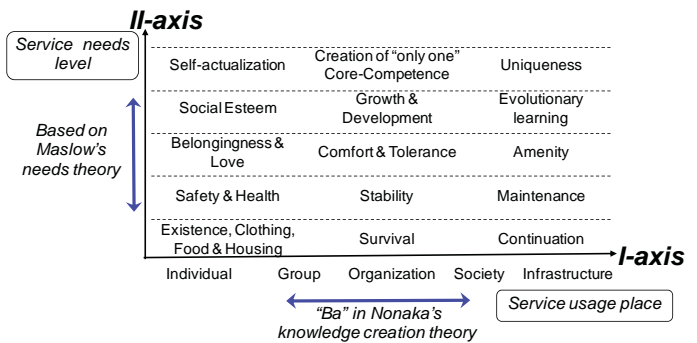 II-axis
Service needs
level
Self-actualization
Creation of “only one”
Core-Competence
Uniqueness
Social Esteem
Growth &
Development
Evolutionary
learning
Based on
Maslow’s
needs theory
Belongingness &
Love
Comfort & Tolerance
Amenity
Safety & Health
Stability
Maintenance
Existence, Clothing,
Food & Housing
Survival
Continuation
I-axis
Individual Group Organization Society Infrastructure
“Ba” in Nonaka’s
knowledge creation theory
Service usage place